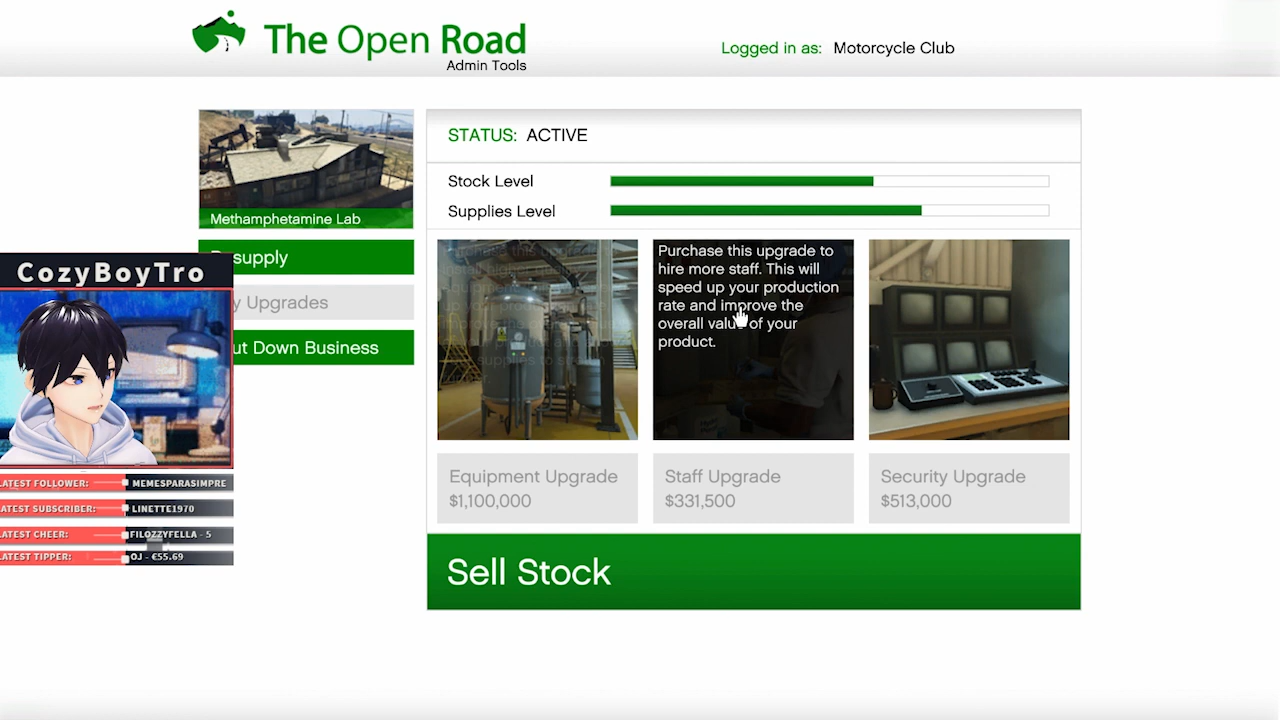 The Open Road
Admin Tools
Logged in as: Motorcycle Club
Methamphetamine Lab
STATUS: ACTIVE
Stock Level
Supplies Level
supply
y Upgrades
ut Down Business
Purchase this upgrade to
hire more staff. This will
speed up your production
rate and improve the
overall value of your
product.
Equipment Upgrade
$1,100,000
Staff Upgrade
$331,500
Security Upgrade
$513,000
Sell Stock
CozyBoyTro
LATEST FOLLOWER: MEMESPARASIMPRE
ATEST SUBSCRIBER: LINETTE1970
LATEST CHEER: FILOZZYFELLA - 5
LATEST TIPPER: OJ - €55.69